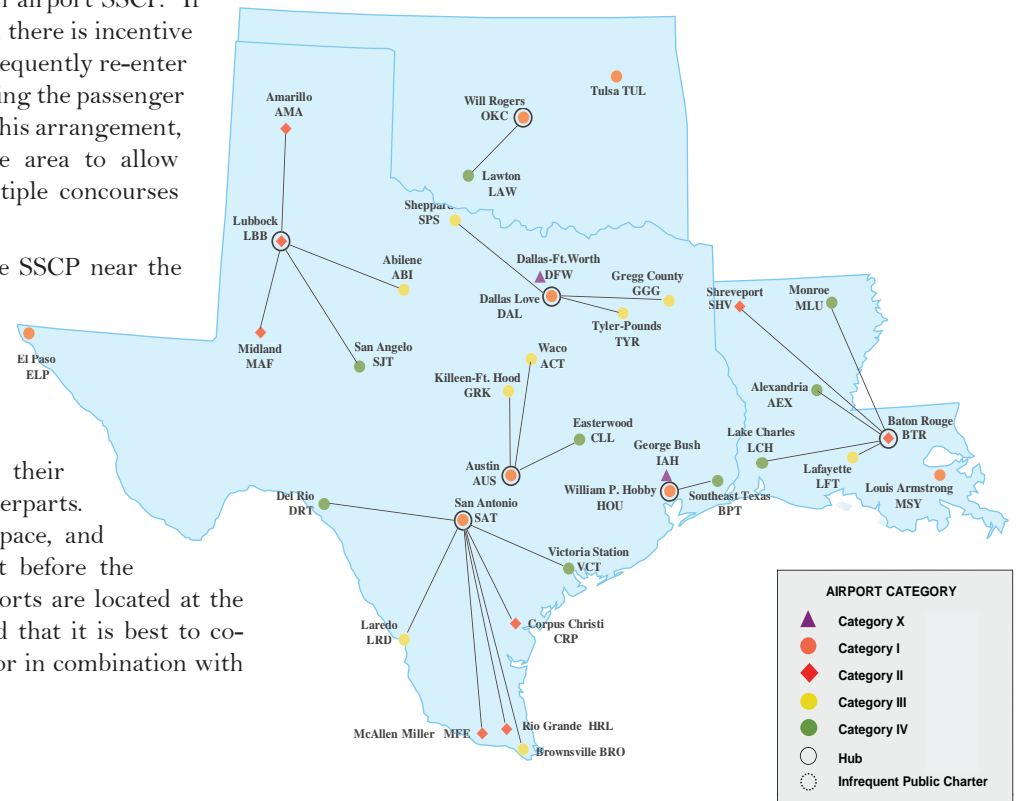 n airport SSCP. If
there is incentive
equently re-enter
ing the passenger
his arrangement,
e area to allow
tiple concourses
e SSCP near the
their
erparts.
pace, and
t before the
orts are located at the
d that it is best to co-
or in combination with
Tulsa TUL
Will Rogers
OKC
Lawton
LAW
Amarillo
AMA
Lubbock
LBB
Sheppard
SPS
Abilene
ABI
Dallas-Ft.Worth
DFW
Gregg County
GGG
Dallas Love
DAL
Tyler-Pounds
TYR
Shreveport
SHV
Monroe
MLU
El Paso
ELP
Midland
MAF
San Angelo
SJT
Waco
ACT
Killeen-Ft. Hood
GRK
Easterwood
CLL
Alexandria
AEX
Baton Rouge
BTR
Lake Charles
LCH
Lafayette
LFT
Louis Armstrong
MSY
George Bush
IAH
Austin
AUS
William P. Hobby
HOU
Southeast Texas
BPT
Del Rio
DRT
San Antonio
SAT
Victoria Station
VCT
Laredo
LRD
Corpus Christi
CRP
McAllen Miller MFE
Rio Grande HRL
Brownsville BRO
AIRPORT CATEGORY
Category X
Category I
Category II
Category III
Category IV
Hub
Infrequent Public Charter